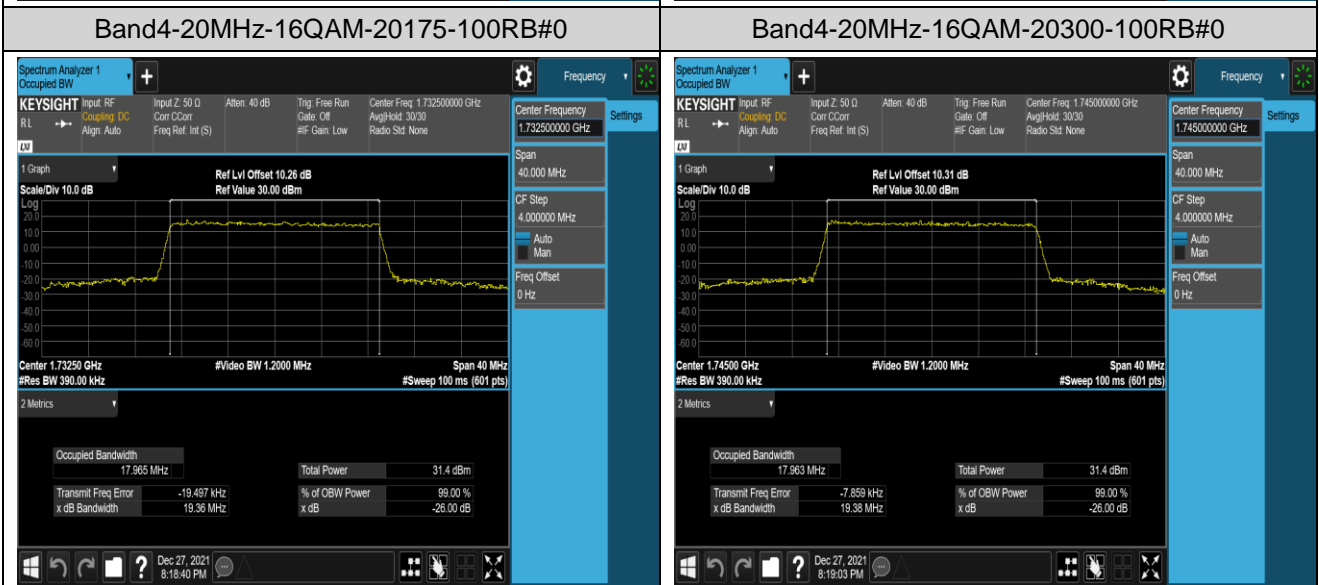 Band4-20MHz-16QAM-20175-100RB#0
Spectrum Analyzer 1
Occupied BW
+
Frequency
KEYSIGHT
Input: RF
Input Z: 50 Ω
Atten: 40 dB
Trig: Free Run
Center Freq: 1.732500000 GHz
RL
Coupling: DC
Corr CCorr
Gate: Off
Avg|Hold: 30/30
Align: Auto
Freq Ref: Int (S)
#IF Gain: Low
Radio Std: None
LXI
Center Frequency
1.732500000 GHz
Settings
Span
40.000 MHz
CF Step
4.000000 MHz
Auto
Man
Freq Offset
0 Hz
1 Graph
Ref Lvl Offset 10.26 dB
Scale/Div 10.0 dB
Ref Value 30.00 dBm
Log
20.0
10.0
0.00
-10.0
-20.0
-30.0
-40.0
-50.0
-60.0
Center 1.73250 GHz
#Video BW 1.2000 MHz
Span 40 MHz
#Res BW 390.00 kHz
#Sweep 100 ms (601 pts)
2 Metrics
Occupied Bandwidth
17.965 MHz
Total Power 31.4 dBm
Transmit Freq Error -19.497 kHz
% of OBW Power 99.00 %
x dB Bandwidth 19.36 MHz
x dB -26.00 dB
?
Dec 27, 2021
8:18:40 PM
Band4-20MHz-16QAM-20300-100RB#0
Spectrum Analyzer 1
Occupied BW
+
Frequency
KEYSIGHT
Input: RF
Input Z: 50 Ω
Atten: 40 dB
Trig: Free Run
Center Freq: 1.745000000 GHz
RL
Coupling: DC
Corr CCorr
Gate: Off
Avg|Hold: 30/30
Align: Auto
Freq Ref: Int (S)
#IF Gain: Low
Radio Std: None
LXI
Center Frequency
1.745000000 GHz
Settings
Span
40.000 MHz
CF Step
4.000000 MHz
Auto
Man
Freq Offset
0 Hz
1 Graph
Ref Lvl Offset 10.31 dB
Scale/Div 10.0 dB
Ref Value 30.00 dBm
Log
20.0
10.0
0.00
-10.0
-20.0
-30.0
-40.0
-50.0
-60.0
Center 1.74500 GHz
#Video BW 1.2000 MHz
Span 40 MHz
#Res BW 390.00 kHz
#Sweep 100 ms (601 pts)
2 Metrics
Occupied Bandwidth
17.963 MHz
Total Power 31.4 dBm
Transmit Freq Error -7.859 kHz
% of OBW Power 99.00 %
x dB Bandwidth 19.38 MHz
x dB -26.00 dB
?
Dec 27, 2021
8:19:03 PM